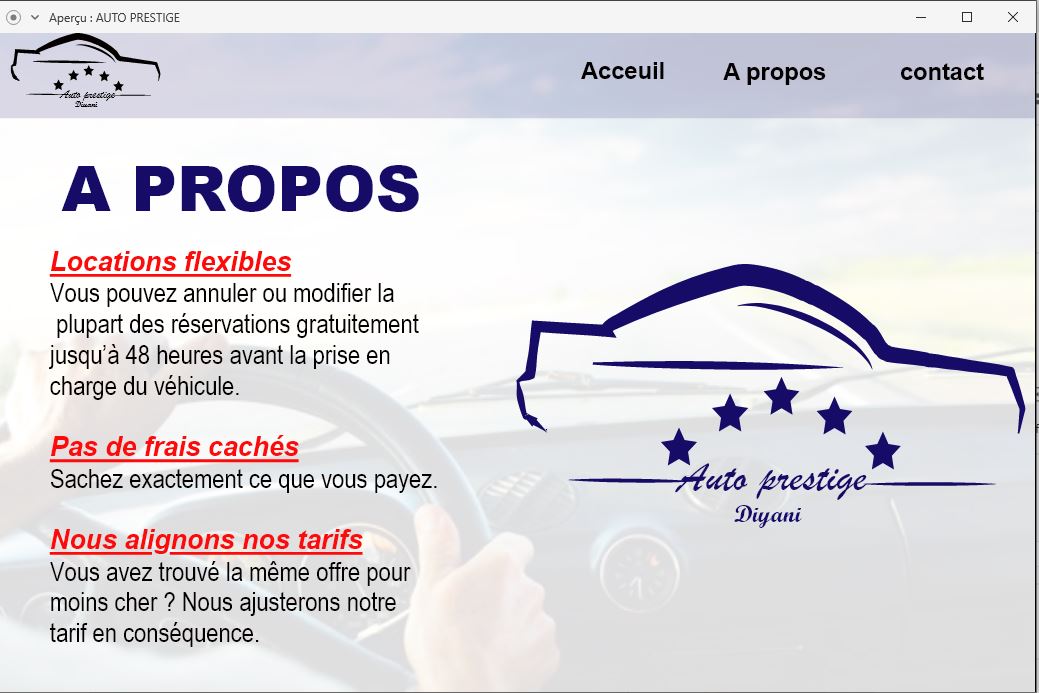 Aperçu : AUTO PRESTIGE
Auto prestige
Diyani
Acceuil
A propos
contact
A PROPOS
Locations flexibles
Vous pouvez annuler ou modifier la
plupart des réservations gratuitement
jusqu’à 48 heures avant la prise en
charge du véhicule.
Pas de frais cachés
Sachez exactement ce que vous payez.
Nous alignons nos tarifs
Vous avez trouvé la même offre pour
moins cher ? Nous ajusterons notre
tarif en conséquence.
Auto prestige
Diyani